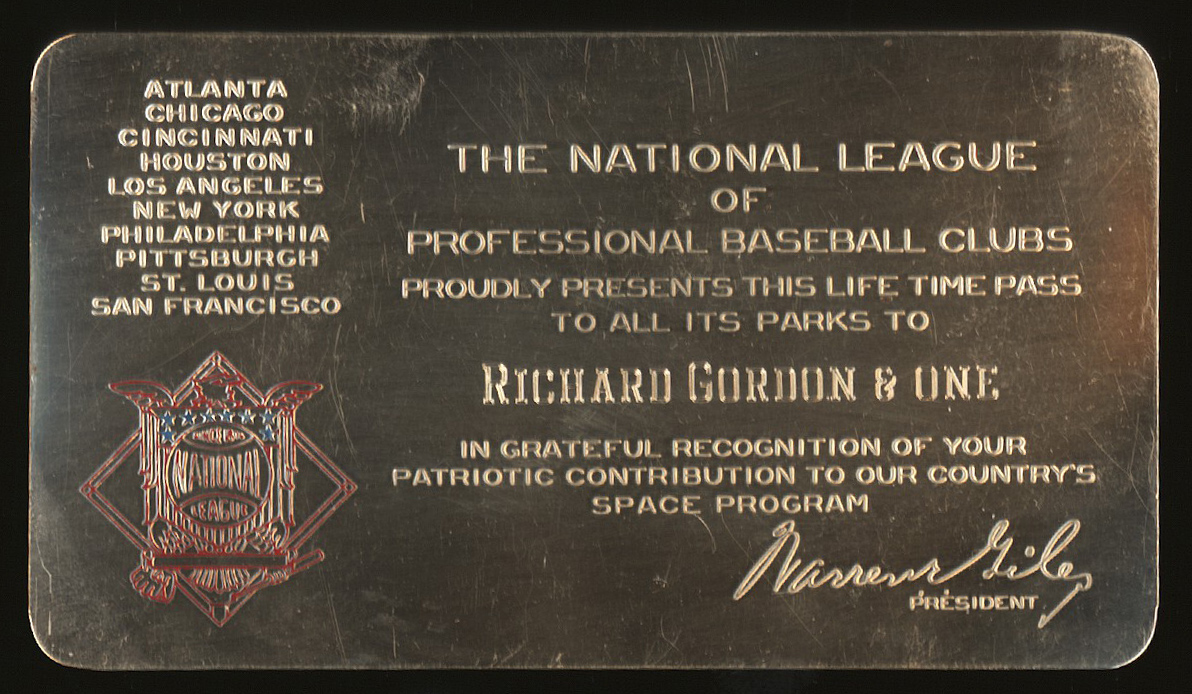 ATLANTA
CHICAGO
CINCINNATI
HOUSTON
LOS ANGELES
NEW YORK
PHILADELPHIA
PITTSBURGH
ST. LOUIS
SAN FRANCISCO
NATIONAL
LEAGUE
THE NATIONAL LEAGUE
OF
PROFESSIONAL BASEBALL CLUBS
PROUDLY PRESENTS THIS LIFE TIME PASS
TO ALL ITS PARKS TO
RICHARD GORDON & ONE
IN GRATEFUL RECOGNITION OF YOUR
PATRIOTIC CONTRIBUTION TO OUR COUNTRY'S
SPACE PROGRAM
Warren Giles
PRESIDENT